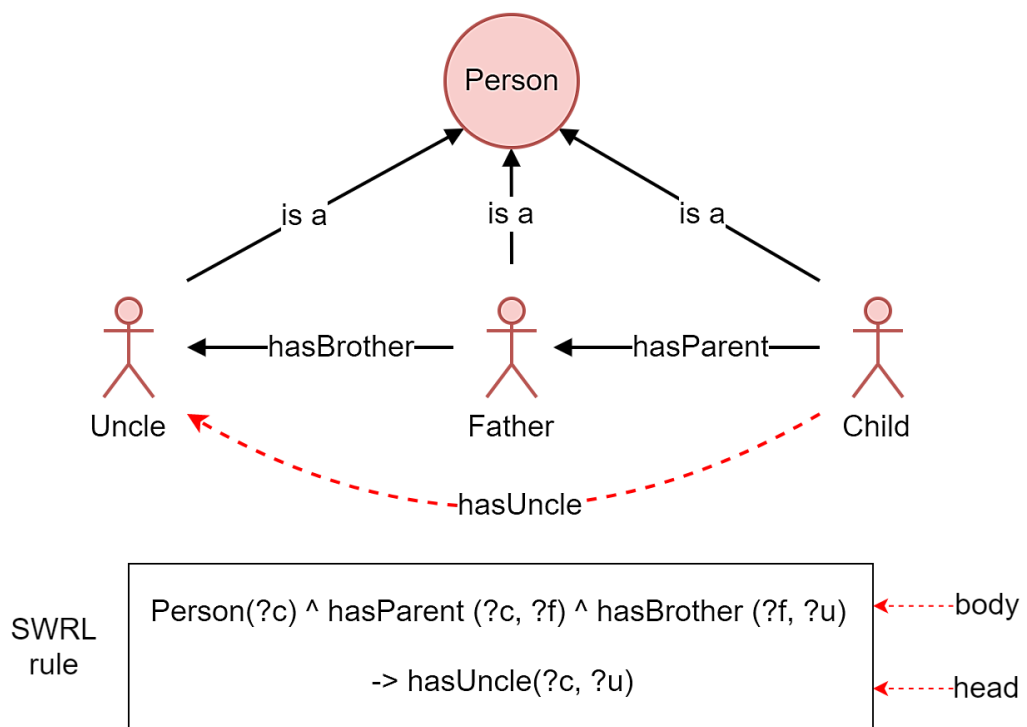 Person
is a
is a
is a
hasBrother
hasParent
Uncle
Father
Child
hasUncle
SWRL
rule
Person(?c) ^ hasParent (?c, ?f) ^ hasBrother (?f, ?u)
body
-> hasUncle(?c, ?u)
head